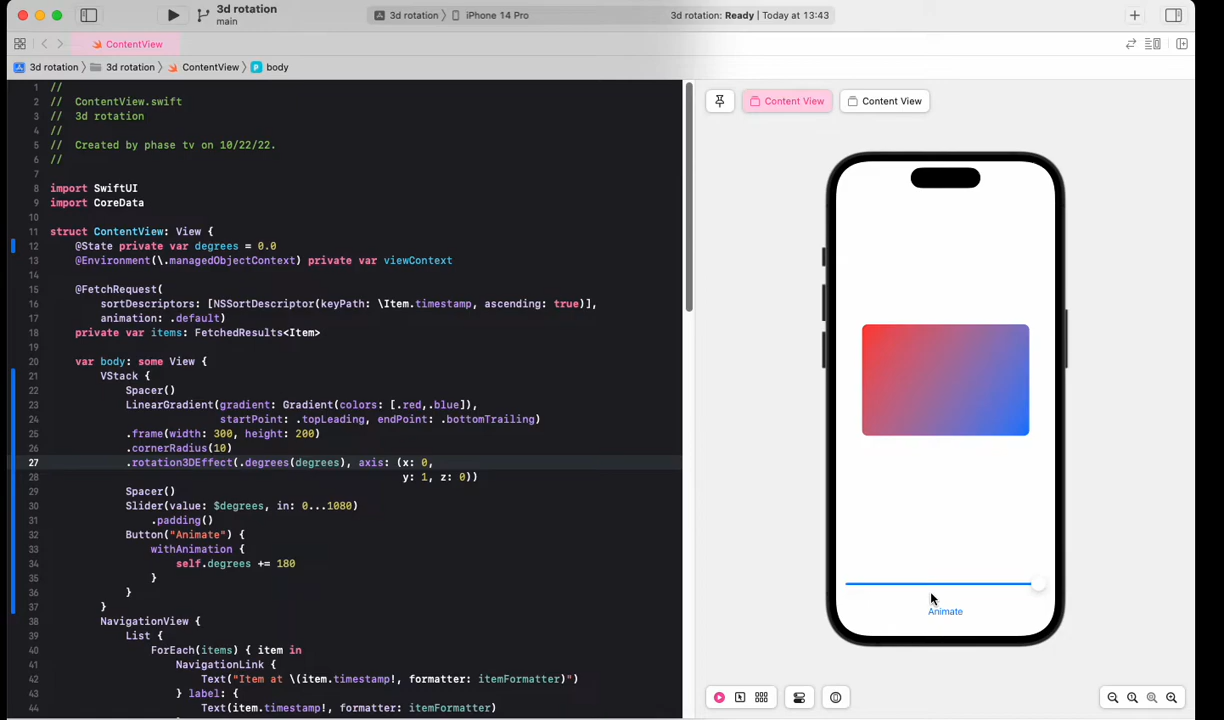 3d rotation
main
3d rotation 〉 iPhone 14 Pro
3d rotation: Ready | Today at 13:43
ContentView
3d rotation 〉 3d rotation 〉 ContentView 〉 body
1 //
2 //  ContentView.swift
3 //  3d rotation
4 //
5 //  Created by phase tv on 10/22/22.
6 //
7
8 import SwiftUI
9 import CoreData
10
11 struct ContentView: View {
12     @State private var degrees = 0.0
13     @Environment(\.managedObjectContext) private var viewContext
14
15     @FetchRequest(
16         sortDescriptors: [NSSortDescriptor(keyPath: \Item.timestamp, ascending: true)],
17         animation: .default)
18     private var items: FetchedResults<Item>
19
20     var body: some View {
21         VStack {
22             Spacer()
23             LinearGradient(gradient: Gradient(colors: [.red,.blue]),
24                            startPoint: .topLeading, endPoint: .bottomTrailing)
25             .frame(width: 300, height: 200)
26             .cornerRadius(10)
27             .rotation3DEffect(.degrees(degrees), axis: (x: 0,
28                                                         y: 1, z: 0))
29             Spacer()
30             Slider(value: $degrees, in: 0...1080)
31                 .padding()
32             Button("Animate") {
33                 withAnimation {
34                     self.degrees += 180
35                 }
36             }
37         }
38         NavigationView {
39             List {
40                 ForEach(items) { item in
41                     NavigationLink {
42                         Text("Item at \(item.timestamp!, formatter: itemFormatter)")
43                     } label: {
44                         Text(item.timestamp!, formatter: itemFormatter)
Content View
Content View
Animate